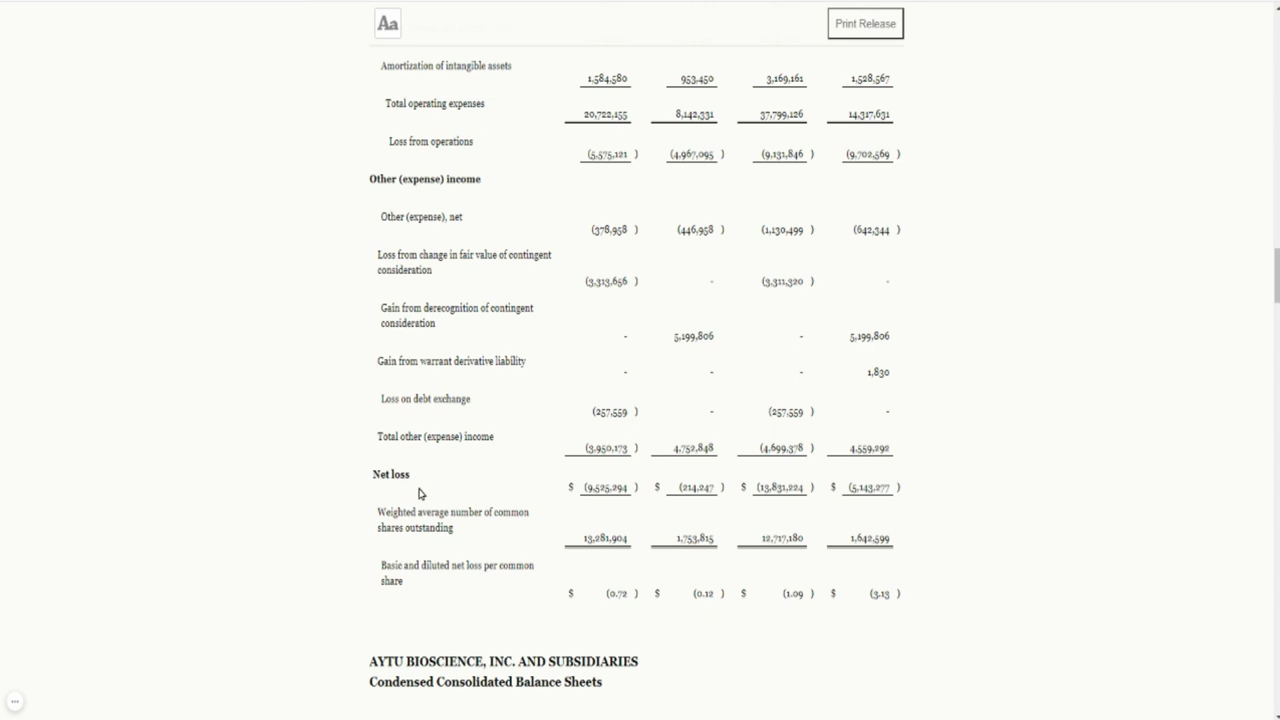 Aa
Print Release
Amortization of intangible assets
1,584,580 953,450 3,169,161 1,528,567
Total operating expenses
20,722,155 8,142,331 37,799,126 14,317,631
Loss from operations
(5,575,121 ) (4,967,095 ) (9,131,846 ) (9,702,569 )
Other (expense) income
Other (expense), net
(378,958 ) (446,958 ) (1,130,499 ) (642,344 )
Loss from change in fair value of contingent
consideration
(3,313,656 ) - (3,311,320 ) -
Gain from derecognition of contingent
consideration
- 5,199,806 - 5,199,806
Gain from warrant derivative liability
- - - 1,830
Loss on debt exchange
(257,559 ) - (257,559 ) -
Total other (expense) income
(3,950,173 ) 4,752,848 (4,699,378 ) 4,559,292
Net loss
$ (9,525,294 ) $ (214,247 ) $ (13,831,224 ) $ (5,143,277 )
Weighted average number of common
shares outstanding
13,281,904 1,753,815 12,717,180 1,642,599
Basic and diluted net loss per common
share
$ (0.72 ) $ (0.12 ) $ (1.09 ) $ (3.13 )
AYTU BIOSCIENCE, INC. AND SUBSIDIARIES
Condensed Consolidated Balance Sheets